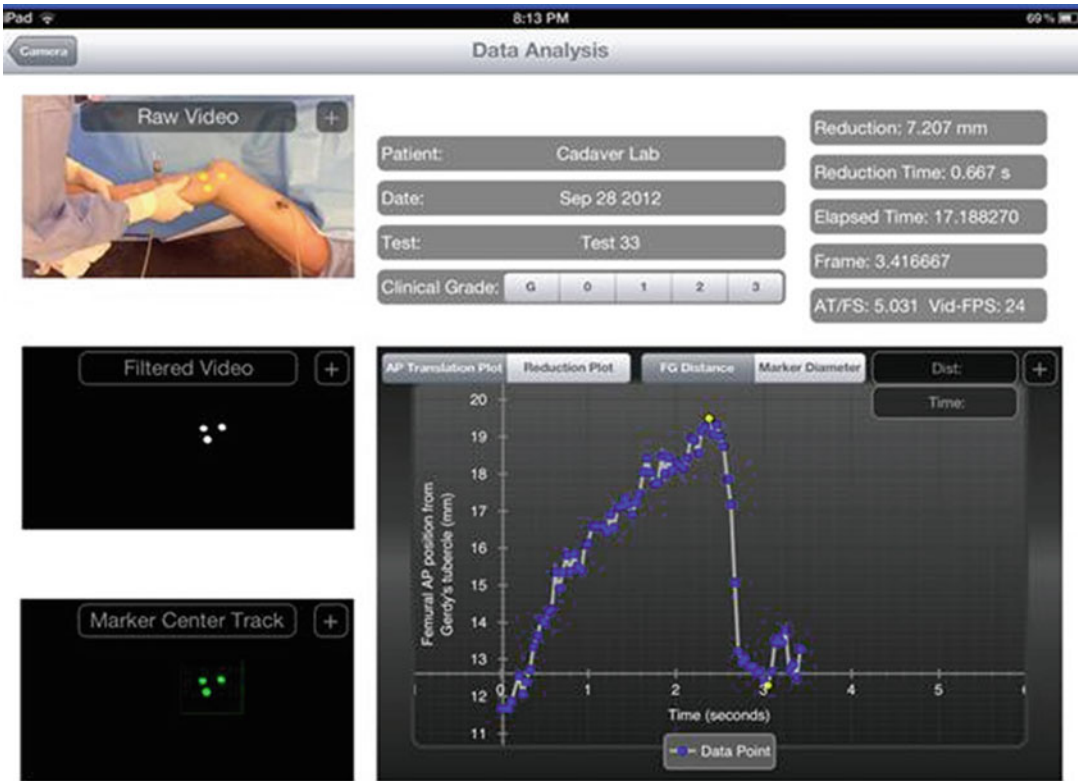 iPad 8:13 PM 69 %
Camera Data Analysis
Raw Video +
Patient: Cadaver Lab
Date: Sep 28 2012
Test: Test 33
Clinical Grade: G 0 1 2 3
Reduction: 7.207 mm
Reduction Time: 0.667 s
Elapsed Time: 17.188270
Frame: 3.416667
AT/FS: 5.031 Vid-FPS: 24
Filtered Video +
Marker Center Track +
AP Translation Plot Reduction Plot FG Distance Marker Diameter Dist: +
Time:
20
19
18
17
16
15
14
13
12
11
Femural AP position from
Gerdy's tubercle (mm)
0 1 2 3 4 5
Time (seconds)
Data Point